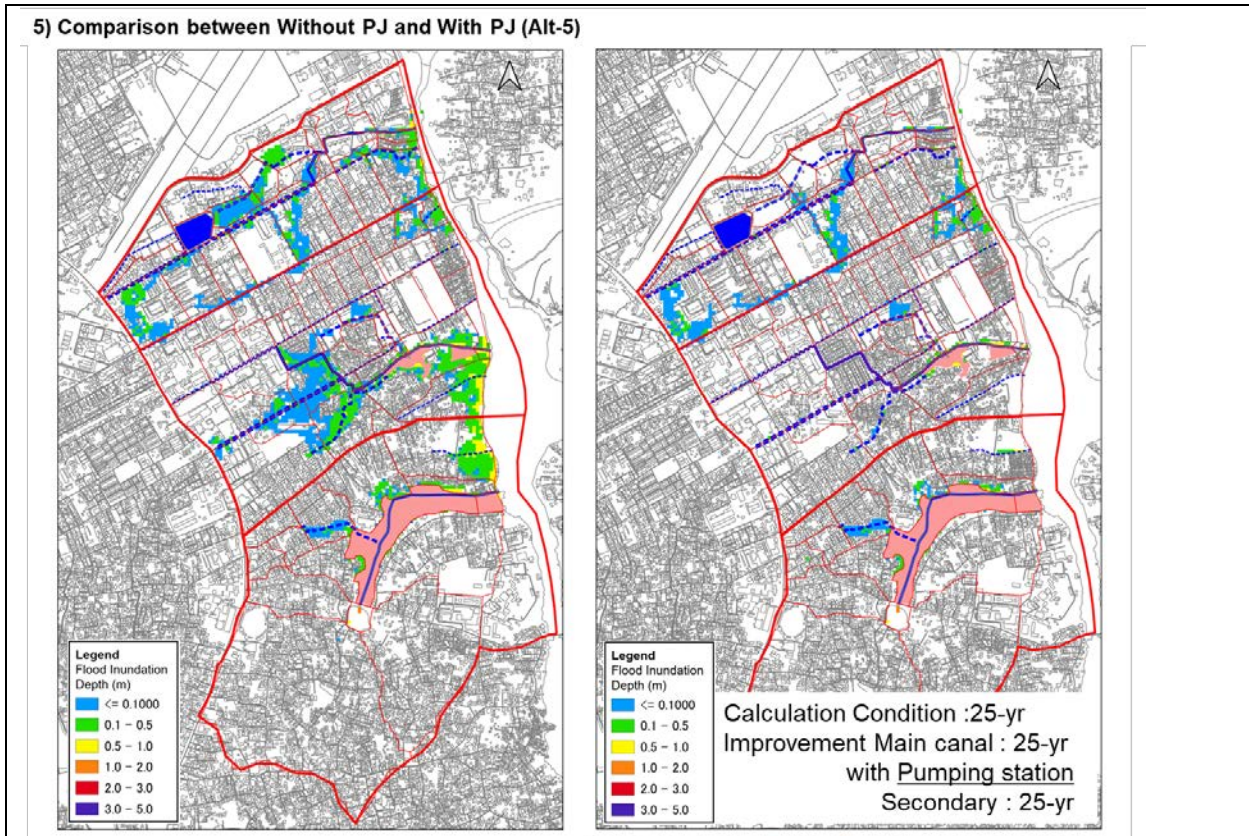 5) Comparison between Without PJ and With PJ (Alt-5)
Legend
Flood Inundation
Depth (m)
<= 0.1000
0.1 – 0.5
0.5 – 1.0
1.0 – 2.0
2.0 – 3.0
3.0 – 5.0
Legend
Flood Inundation
Depth (m)
<= 0.1000
0.1 – 0.5
0.5 – 1.0
1.0 – 2.0
2.0 – 3.0
3.0 – 5.0
Calculation Condition :25-yr
Improvement Main canal : 25-yr
with Pumping station
Secondary : 25-yr